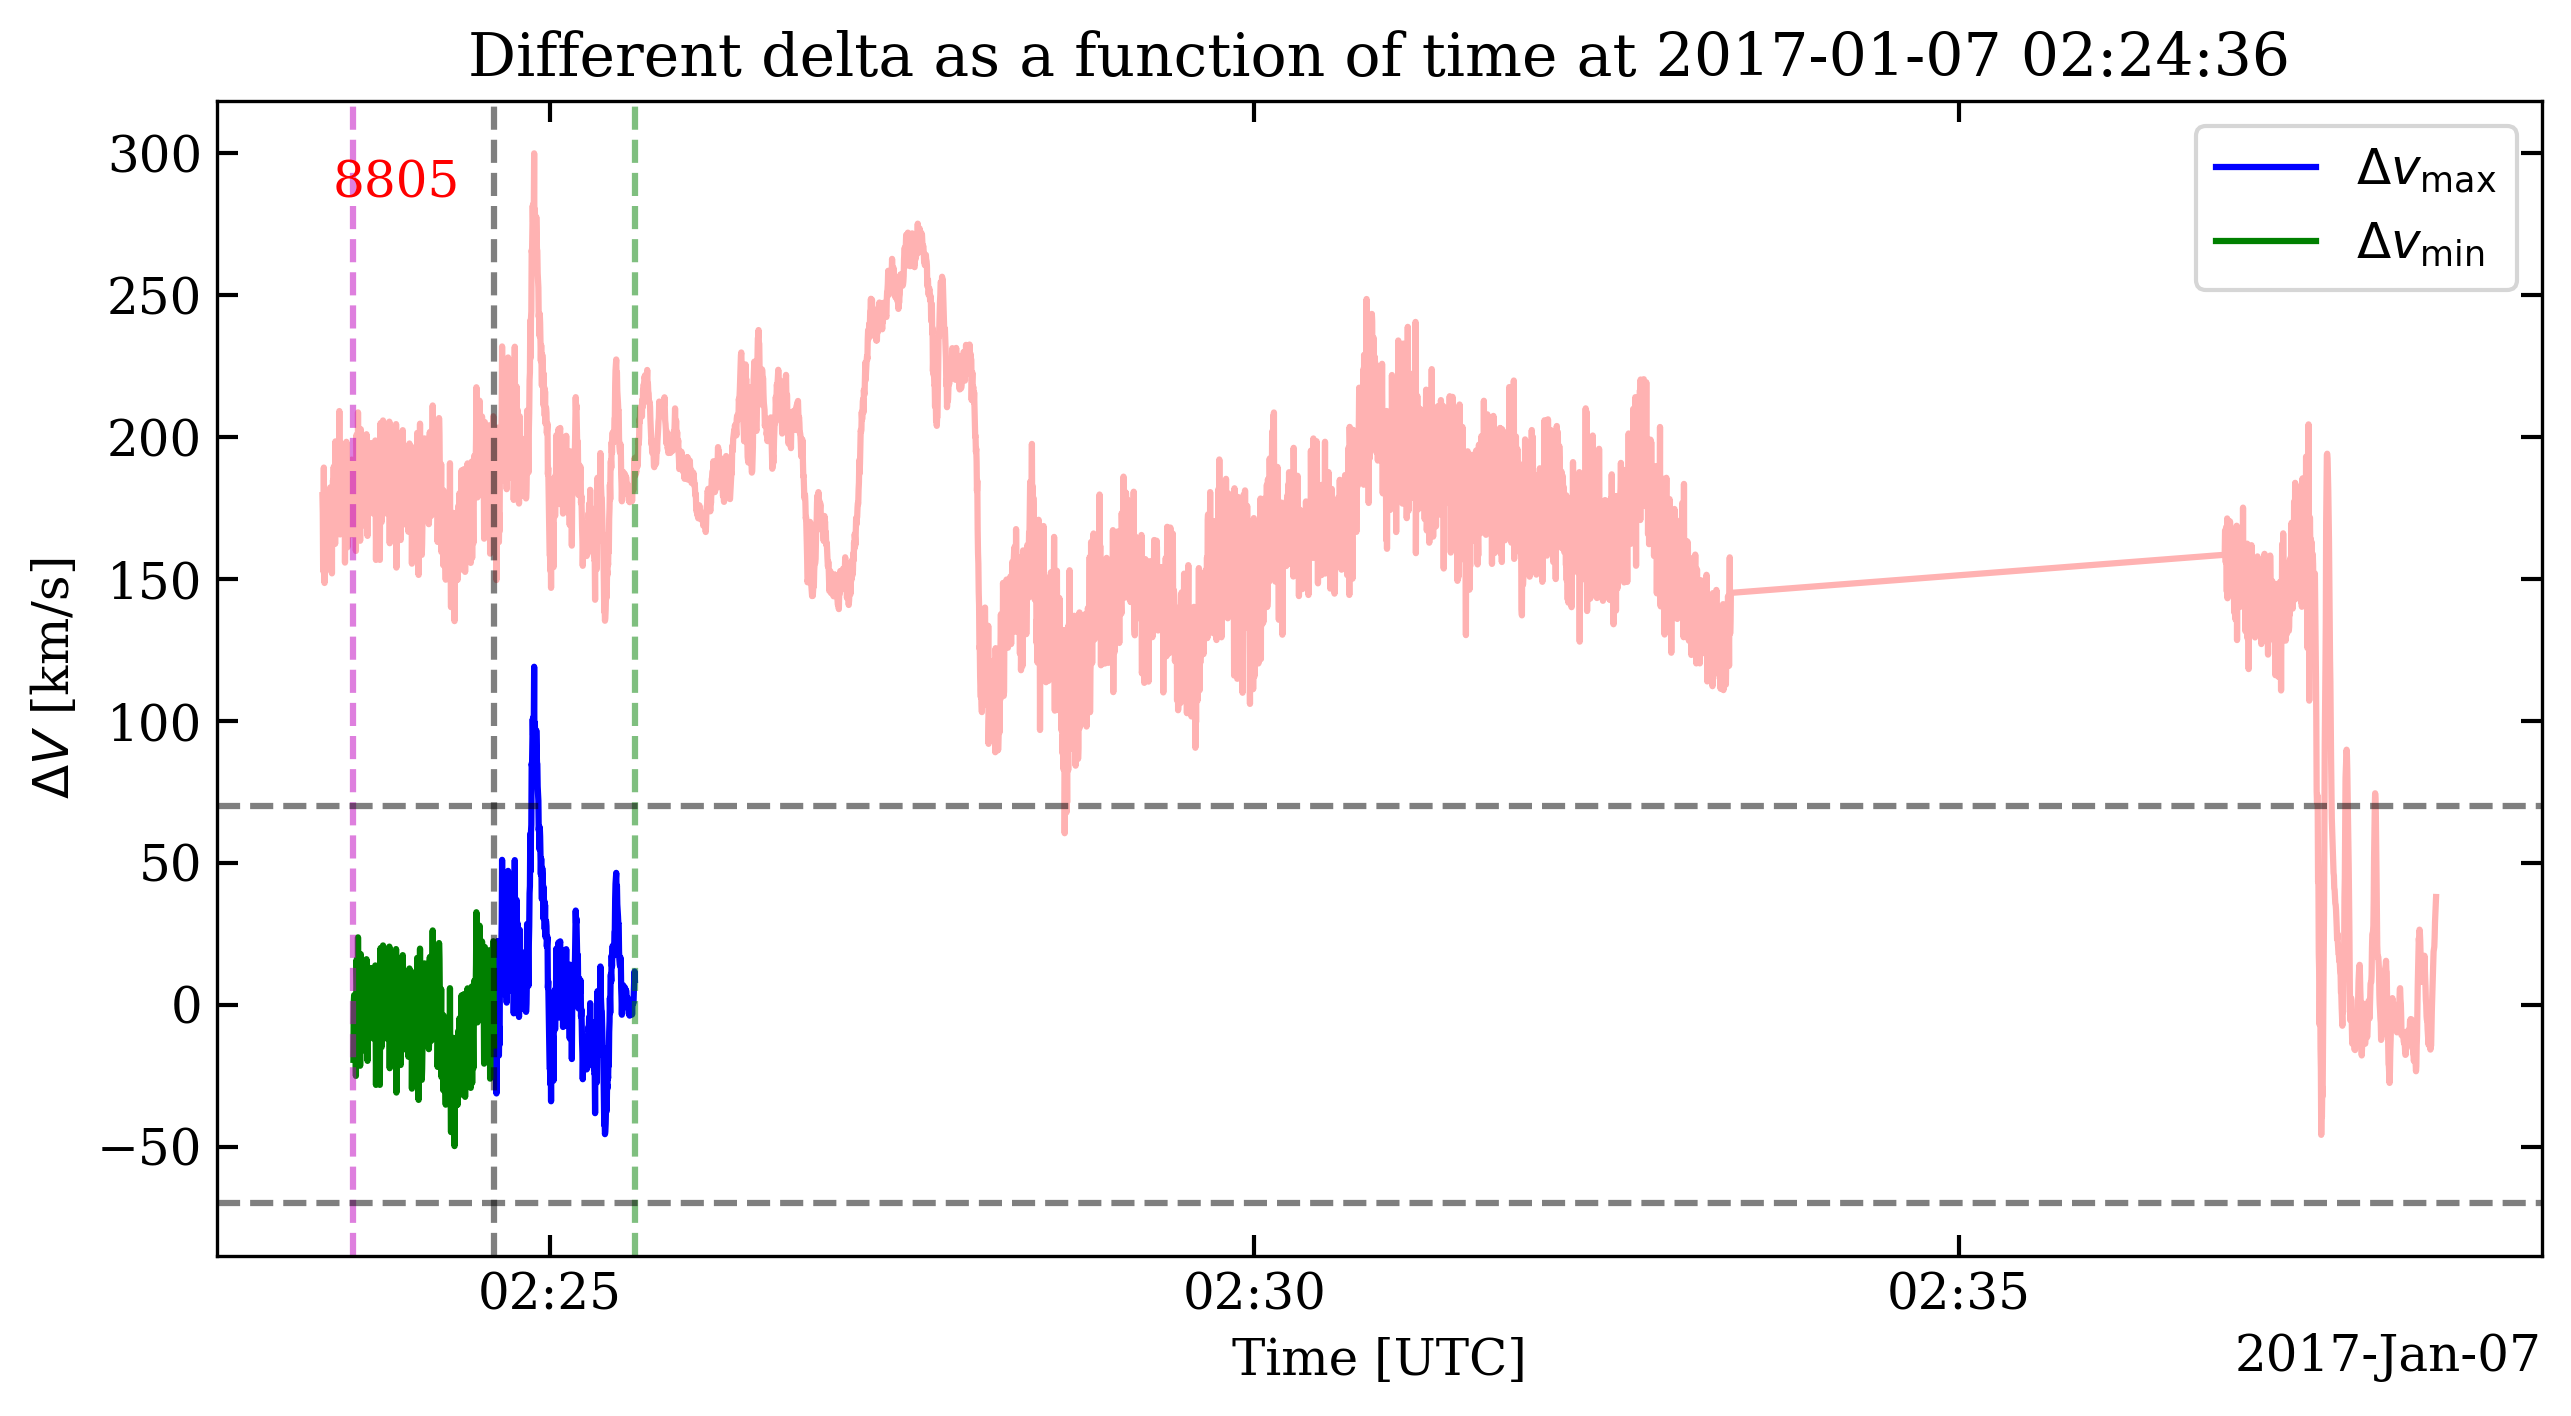 Different delta as a function of time at 2017-01-07 02:24:36
300
250
200
150
100
50
0
−50
ΔV [km/s]
8805
Δv_max
Δv_min
02:25
02:30
02:35
Time [UTC]
2017-Jan-07